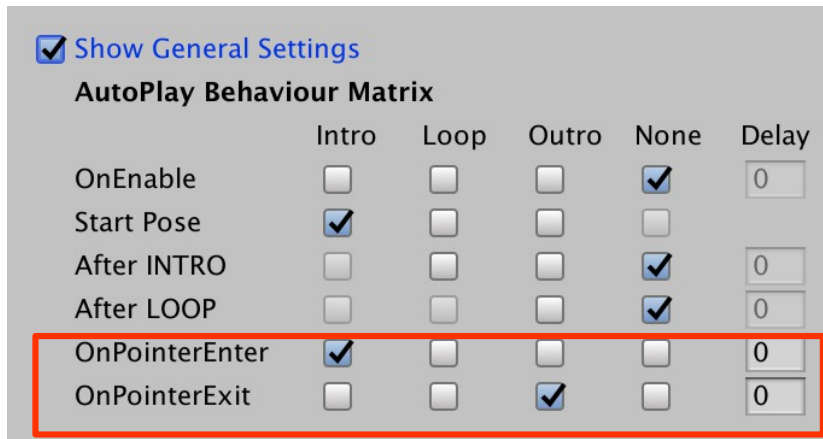 Show General Settings
AutoPlay Behaviour Matrix
Intro Loop Outro None Delay
OnEnable 0
Start Pose
After INTRO 0
After LOOP 0
OnPointerEnter 0
OnPointerExit 0